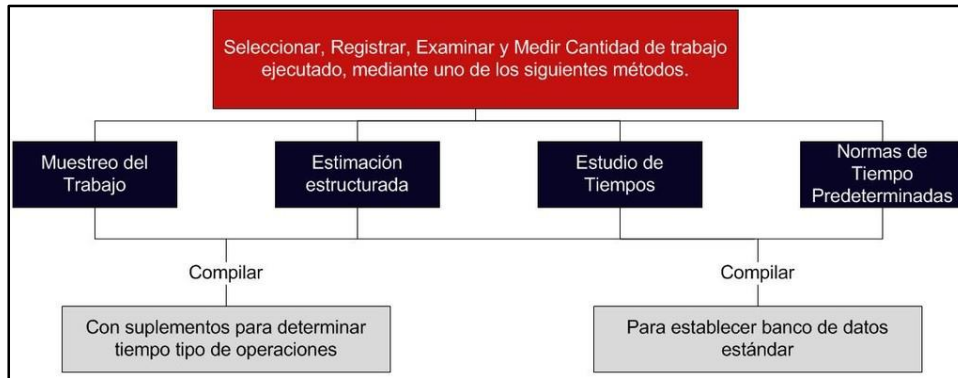 Seleccionar, Registrar, Examinar y Medir Cantidad de trabajo
ejecutado, mediante uno de los siguientes métodos.
Muestreo del
Trabajo
Estimación
estructurada
Estudio de
Tiempos
Normas de
Tiempo
Predeterminadas
Compilar
Compilar
Con suplementos para determinar
tiempo tipo de operaciones
Para establecer banco de datos
estándar